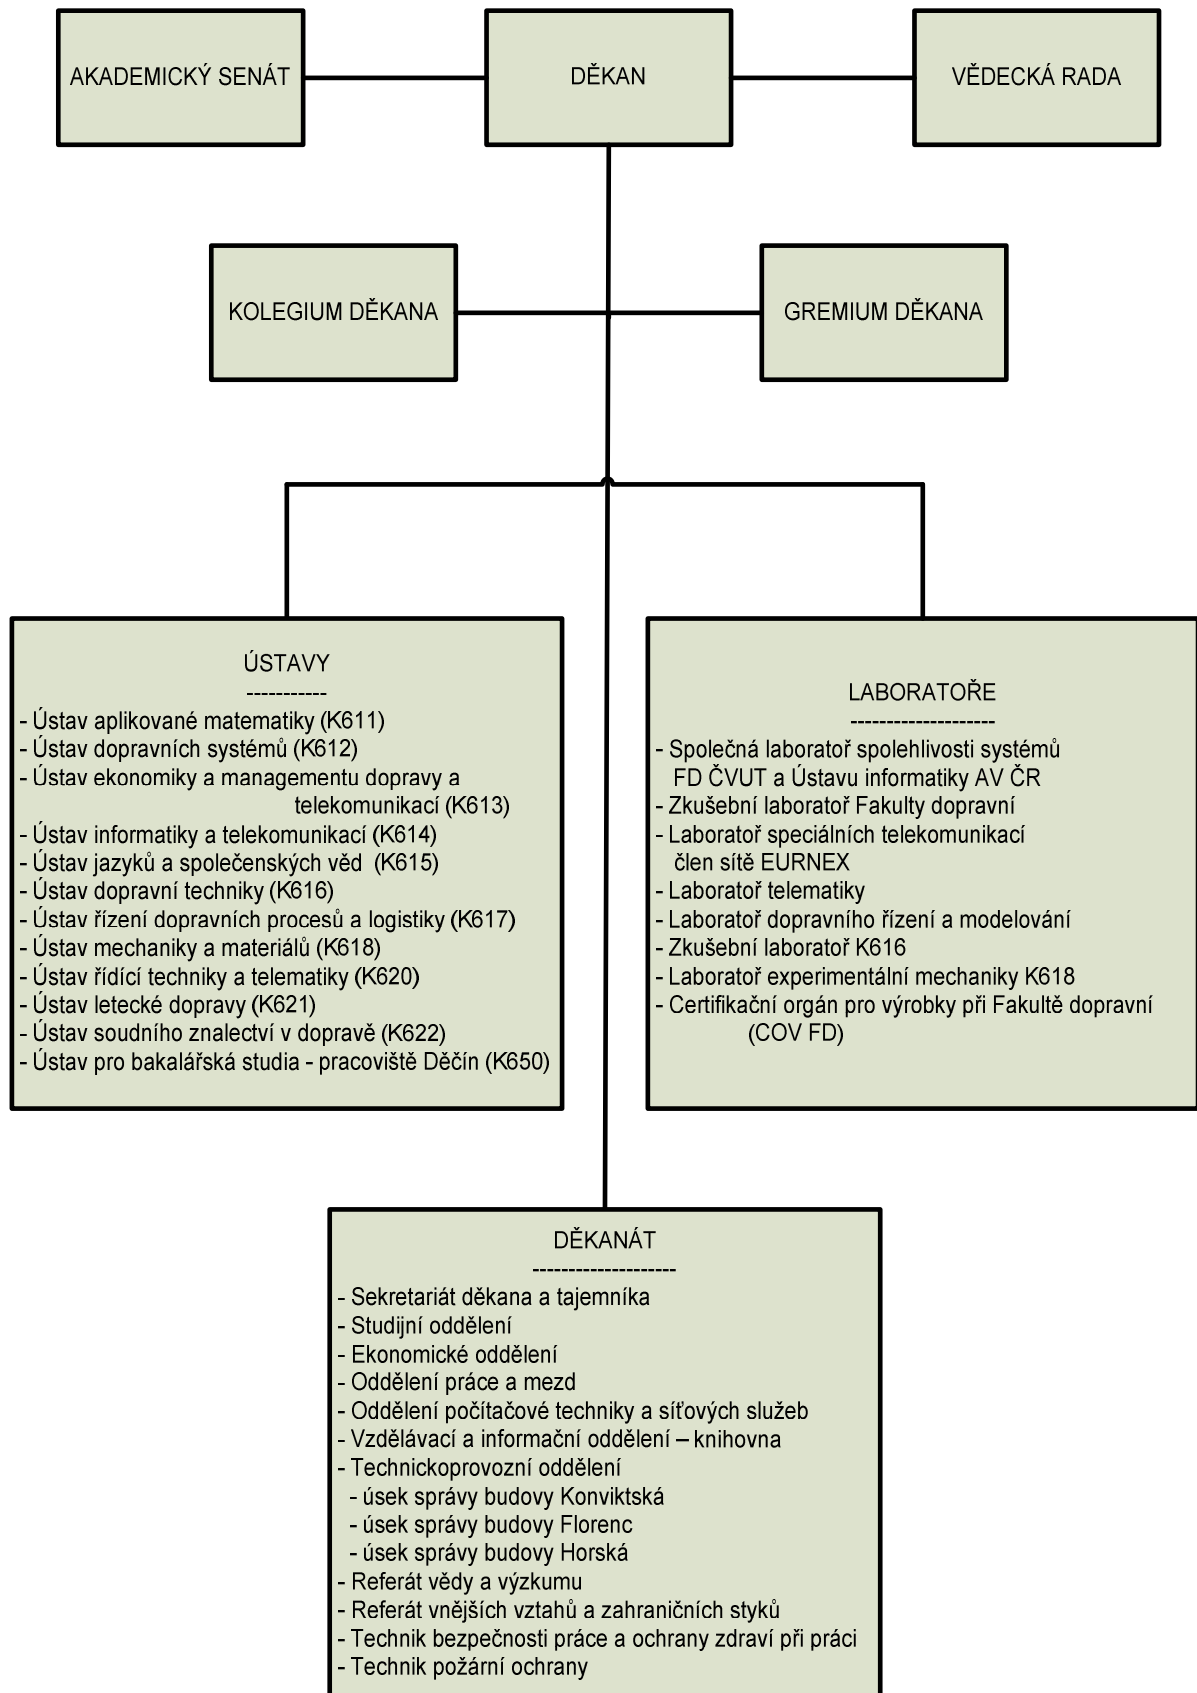 AKADEMICKÝ SENÁT
DĚKAN
VĚDECKÁ RADA
KOLEGIUM DĚKANA
GREMIUM DĚKANA
ÚSTAVY
-----------
- Ústav aplikované matematiky (K611)
- Ústav dopravních systémů (K612)
- Ústav ekonomiky a managementu dopravy a
telekomunikací (K613)
- Ústav informatiky a telekomunikací (K614)
- Ústav jazyků a společenských věd (K615)
- Ústav dopravní techniky (K616)
- Ústav řízení dopravních procesů a logistiky (K617)
- Ústav mechaniky a materiálů (K618)
- Ústav řídící techniky a telematiky (K620)
- Ústav letecké dopravy (K621)
- Ústav soudního znalectví v dopravě (K622)
- Ústav pro bakalářská studia - pracoviště Děčín (K650)
LABORATOŘE
--------------------
- Společná laboratoř spolehlivosti systémů
FD ČVUT a Ústavu informatiky AV ČR
- Zkušební laboratoř Fakulty dopravní
- Laboratoř speciálních telekomunikací
člen sítě EURNEX
- Laboratoř telematiky
- Laboratoř dopravního řízení a modelování
- Zkušební laboratoř K616
- Laboratoř experimentální mechaniky K618
- Certifikační orgán pro výrobky při Fakultě dopravní
(COV FD)
DĚKANÁT
--------------------
- Sekretariát děkana a tajemníka
- Studijní oddělení
- Ekonomické oddělení
- Oddělení práce a mezd
- Oddělení počítačové techniky a síťových služeb
- Vzdělávací a informační oddělení – knihovna
- Technickoprovozní oddělení
- úsek správy budovy Konviktská
- úsek správy budovy Florenc
- úsek správy budovy Horská
- Referát vědy a výzkumu
- Referát vnějších vztahů a zahraničních styků
- Technik bezpečnosti práce a ochrany zdraví při práci
- Technik požární ochrany